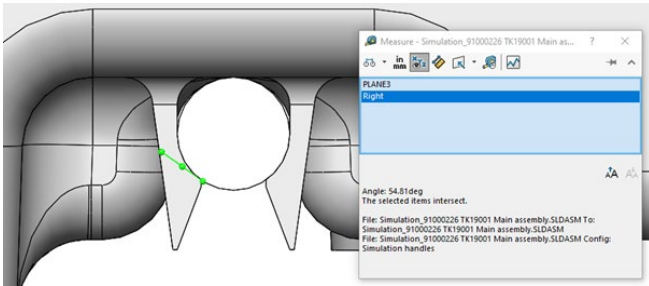 Measure - Simulation_91000226 TK19001 Main as...
in
mm
PLANE3
Right
Angle: 54.81deg
The selected items intersect.
File: Simulation_91000226 TK19001 Main assembly.SLDASM To:
Simulation_91000226 TK19001 Main assembly.SLDASM
File: Simulation_91000226 TK19001 Main assembly.SLDASM Config:
Simulation handles